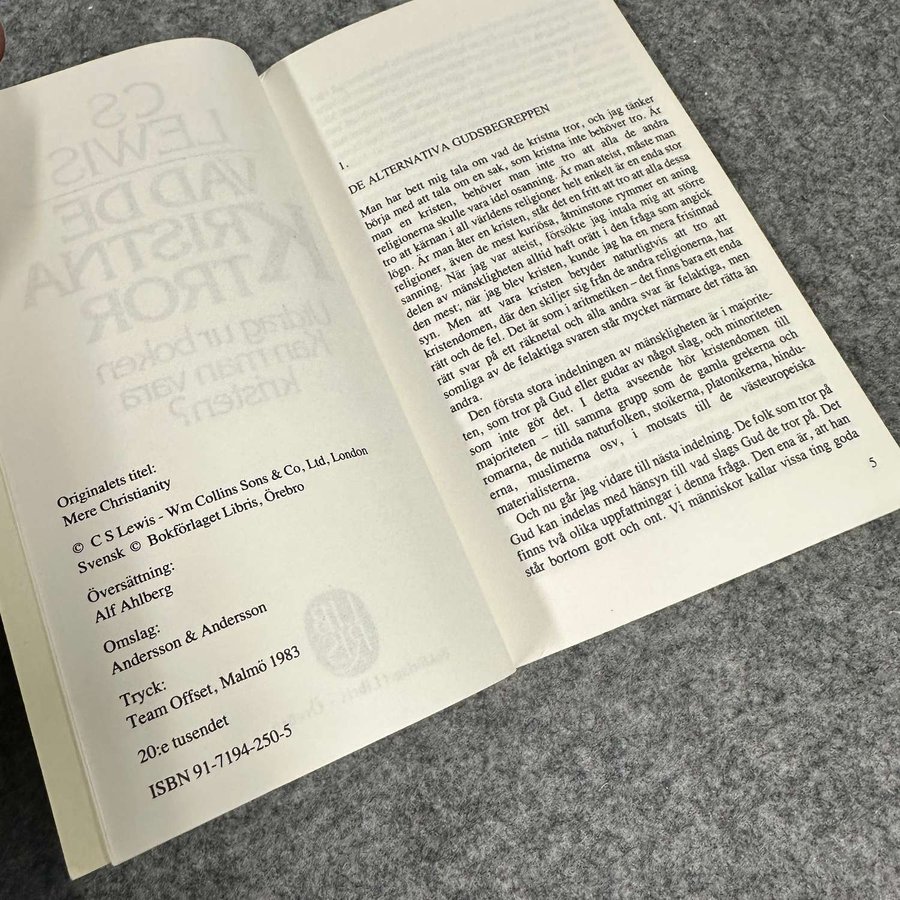 CS
LEWIS
VAD DE
KRISTNA
TROR
Utdrag ur boken
Kan man vara
kristen?
Originalets titel:
Mere Christianity
© C S Lewis - Wm Collins Sons & Co, Ltd, London
Svensk © Bokförlaget Libris, Örebro
Översättning:
Alf Ahlberg
Omslag:
Andersson & Andersson
Tryck:
Team Offset, Malmö 1983
20:e tusendet
ISBN 91-7194-250-5
1.
DE ALTERNATIVA GUDSBEGREPPEN
Man har bett mig tala om vad de kristna tror, och jag tänker
börja med att tala om en sak, som kristna inte behöver tro. Är
man en kristen, behöver man inte tro att alla de andra
religionerna skulle vara idel osanning. Är man ateist, måste man
tro att kärnan i all världens religioner helt enkelt är en enda stor
lögn. Är man åter en kristen, står det en fritt att tro att alla dessa
religioner, även de mest kuriösa, åminstone rymmer en aning
sanning. När jag var ateist, försökte jag intala mig att större
delen av mänskligheten alltid haft orätt i den fråga som angick
den mest; när jag blev kristen, kunde jag ha en mera frisinnad
syn. Men att vara kristen betyder naturligtvis att tro att
kristendomen, där den skiljer sig från de andra religionerna, har
rätt och de fel. Det är som i aritmetiken – det finns bara ett enda
rätt svar på ett räknetal och alla andra svar är felaktiga, men
somliga av de felaktiga svaren står mycket närmare det rätta än
andra.
Den första stora indelningen av mänskligheten är i majorite-
ten, som tror på Gud eller gudar av något slag, och minoriteten
som inte gör det. I detta avseende hör kristendomen till
majoriteten – till samma grupp som de gamla grekerna och
romarna, de nutida naturfolken, stoikerna, platonikerna, hindu-
erna, muslimerna osv, i motsats till de västeuropeiska
materialisterna.
Och nu går jag vidare till nästa indelning. De folk som tror på
Gud kan indelas med hänsyn till vad slags Gud de tror på. Det
finns två olika uppfattningar i denna fråga. Den ena är, att han
står bortom gott och ont. Vi människor kallar vissa ting goda
5